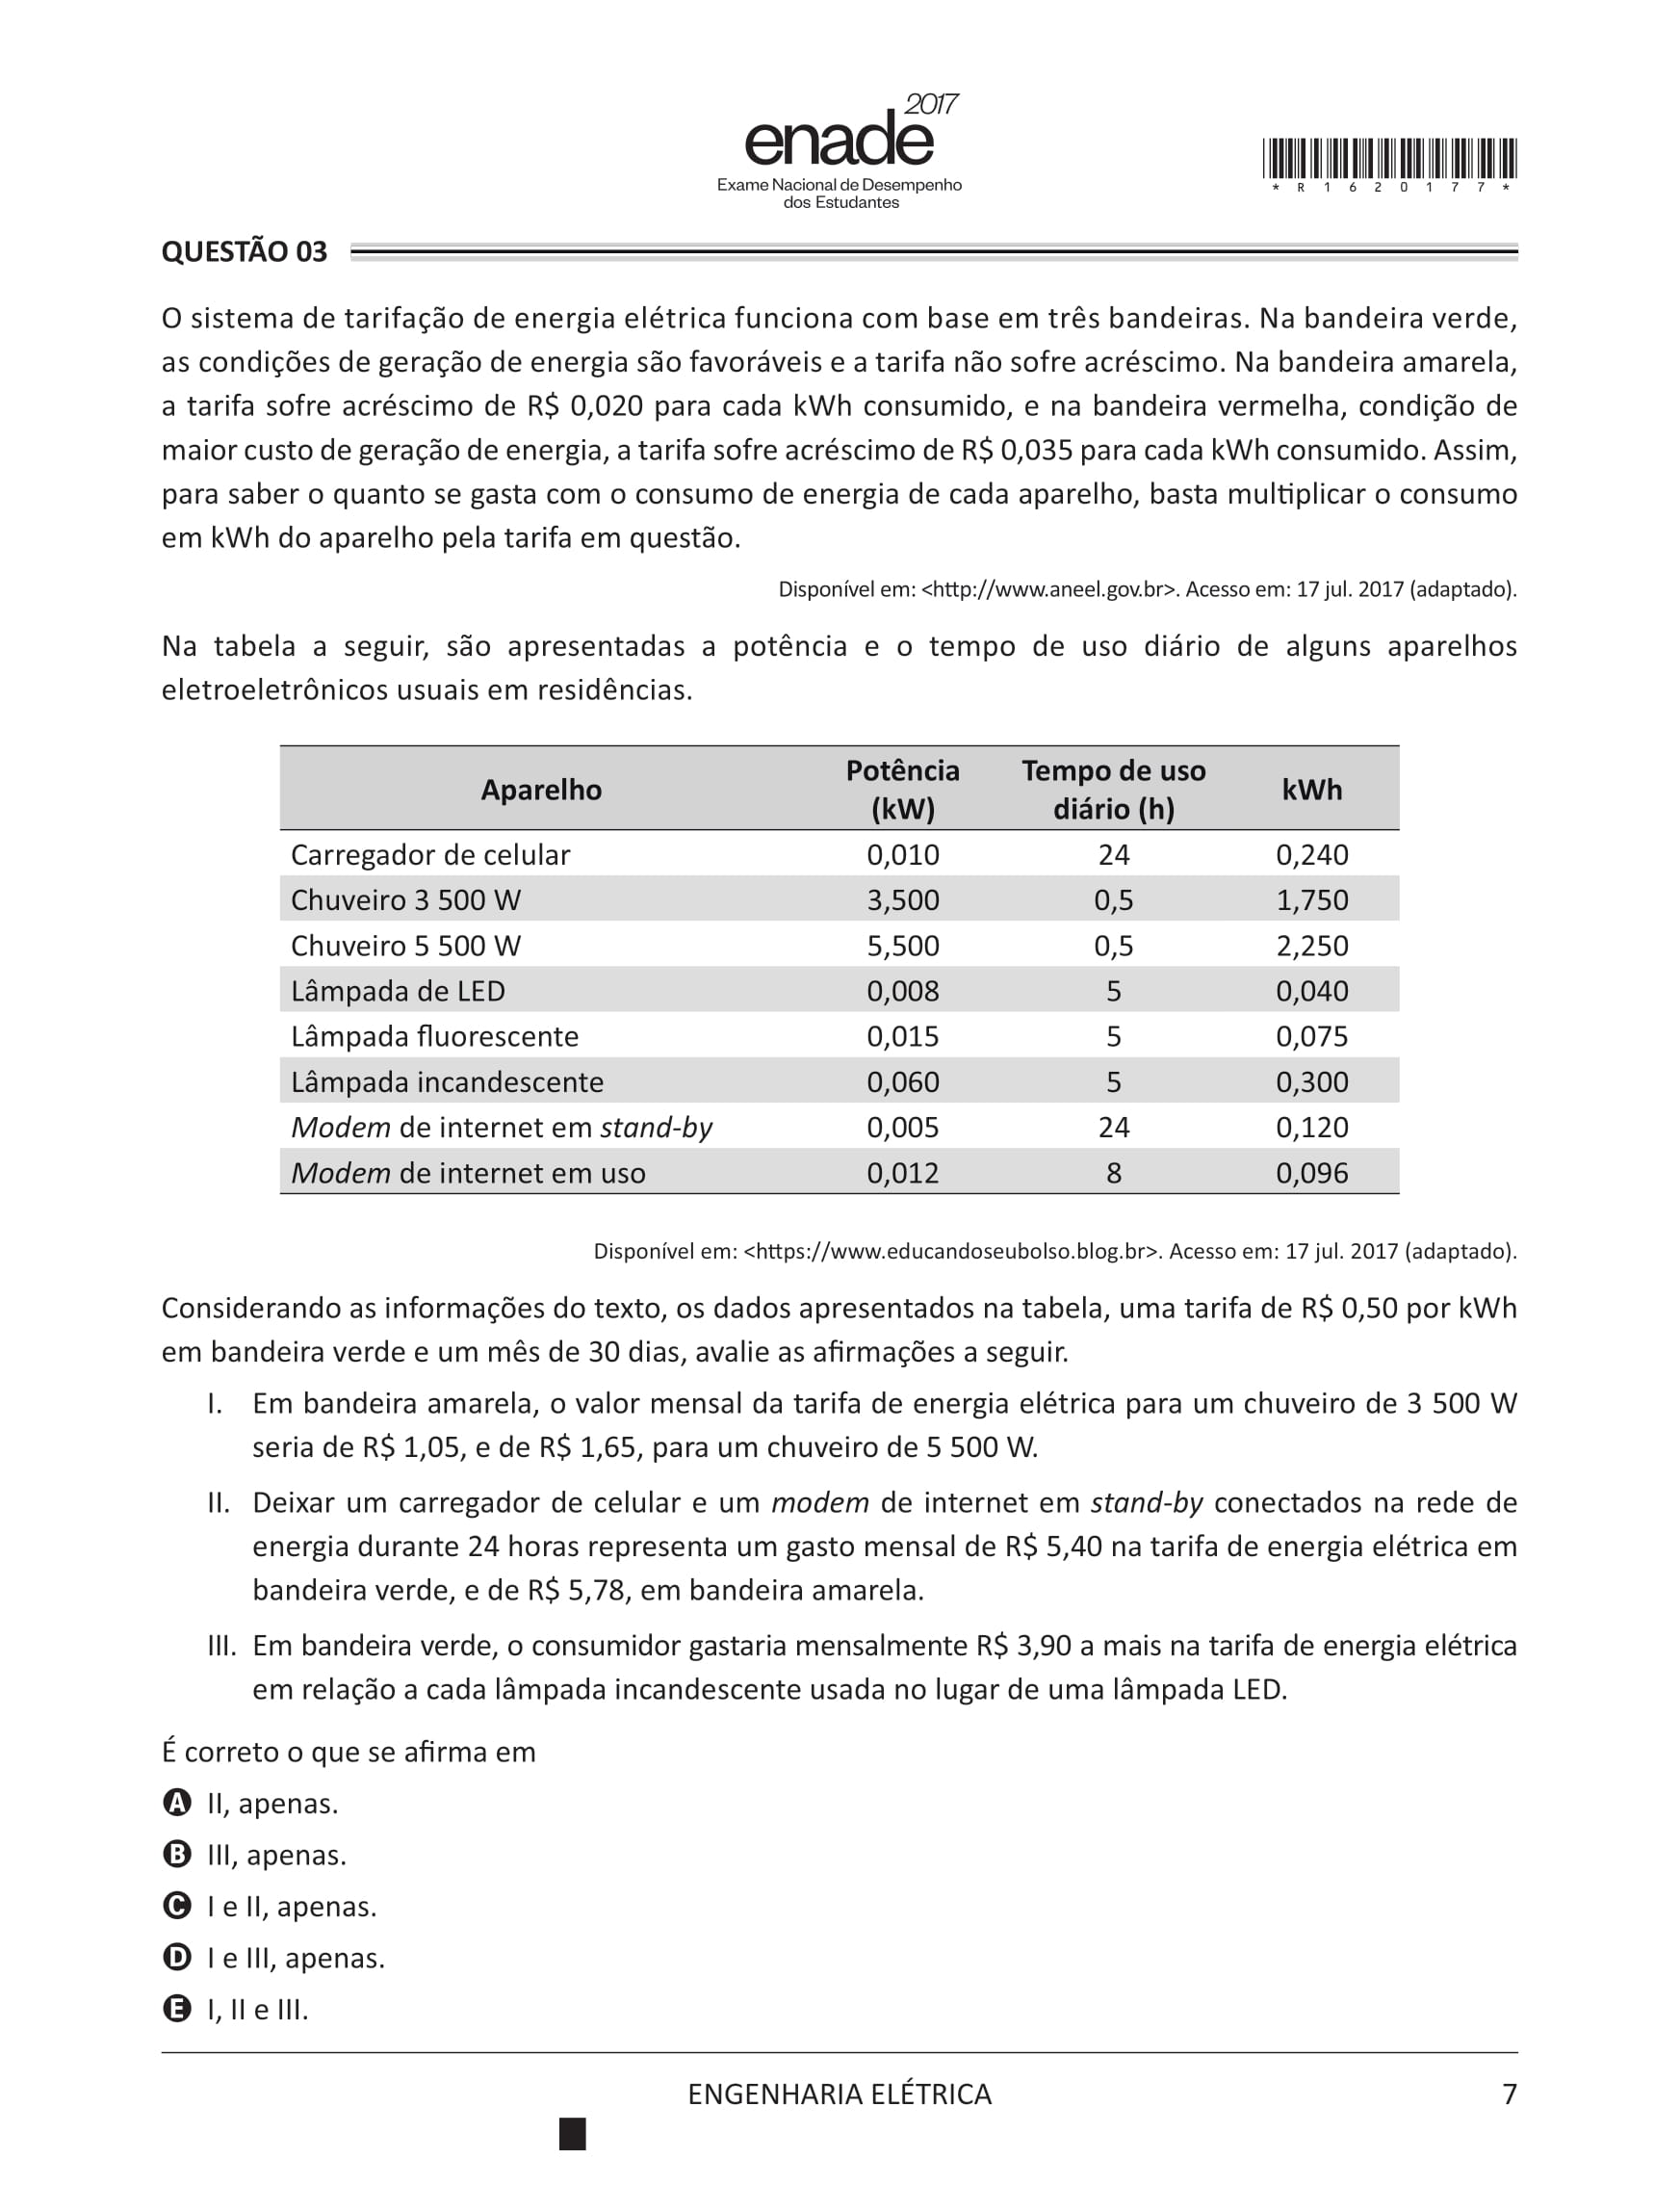 2017
enade
Exame Nacional de Desempenho
dos Estudantes
* R 1 6 2 0 1 7 7 *
QUESTÃO 03
O sistema de tarifação de energia elétrica funciona com base em três bandeiras. Na bandeira verde,
as condições de geração de energia são favoráveis e a tarifa não sofre acréscimo. Na bandeira amarela,
a tarifa sofre acréscimo de R$ 0,020 para cada kWh consumido, e na bandeira vermelha, condição de
maior custo de geração de energia, a tarifa sofre acréscimo de R$ 0,035 para cada kWh consumido. Assim,
para saber o quanto se gasta com o consumo de energia de cada aparelho, basta multiplicar o consumo
em kWh do aparelho pela tarifa em questão.
Disponível em: <http://www.aneel.gov.br>. Acesso em: 17 jul. 2017 (adaptado).
Na tabela a seguir, são apresentadas a potência e o tempo de uso diário de alguns aparelhos
eletroeletrônicos usuais em residências.
Aparelho Potência (kW) Tempo de uso diário (h) kWh
Carregador de celular 0,010 24 0,240
Chuveiro 3 500 W 3,500 0,5 1,750
Chuveiro 5 500 W 5,500 0,5 2,250
Lâmpada de LED 0,008 5 0,040
Lâmpada fluorescente 0,015 5 0,075
Lâmpada incandescente 0,060 5 0,300
Modem de internet em stand-by 0,005 24 0,120
Modem de internet em uso 0,012 8 0,096
Disponível em: <https://www.educandoseubolso.blog.br>. Acesso em: 17 jul. 2017 (adaptado).
Considerando as informações do texto, os dados apresentados na tabela, uma tarifa de R$ 0,50 por kWh
em bandeira verde e um mês de 30 dias, avalie as afirmações a seguir.
I. Em bandeira amarela, o valor mensal da tarifa de energia elétrica para um chuveiro de 3 500 W
seria de R$ 1,05, e de R$ 1,65, para um chuveiro de 5 500 W.
II. Deixar um carregador de celular e um modem de internet em stand-by conectados na rede de
energia durante 24 horas representa um gasto mensal de R$ 5,40 na tarifa de energia elétrica em
bandeira verde, e de R$ 5,78, em bandeira amarela.
III. Em bandeira verde, o consumidor gastaria mensalmente R$ 3,90 a mais na tarifa de energia elétrica
em relação a cada lâmpada incandescente usada no lugar de uma lâmpada LED.
É correto o que se afirma em
A II, apenas.
B III, apenas.
C I e II, apenas.
D I e III, apenas.
E I, II e III.
ENGENHARIA ELÉTRICA 7